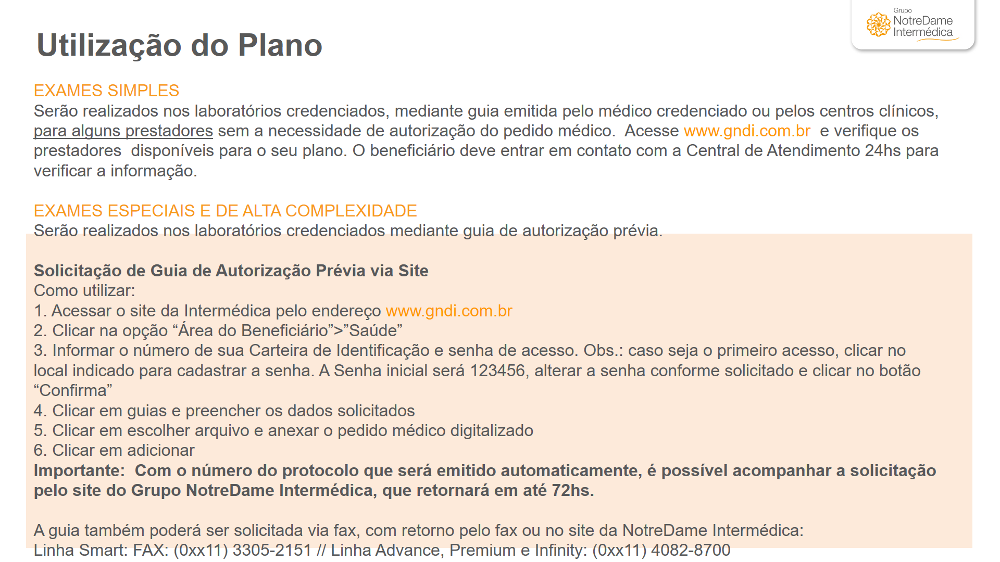 Grupo
NotreDame
Intermédica
Utilização do Plano
EXAMES SIMPLES
Serão realizados nos laboratórios credenciados, mediante guia emitida pelo médico credenciado ou pelos centros clínicos,
para alguns prestadores sem a necessidade de autorização do pedido médico.  Acesse www.gndi.com.br  e verifique os
prestadores  disponíveis para o seu plano. O beneficiário deve entrar em contato com a Central de Atendimento 24hs para
verificar a informação.
EXAMES ESPECIAIS E DE ALTA COMPLEXIDADE
Serão realizados nos laboratórios credenciados mediante guia de autorização prévia.
Solicitação de Guia de Autorização Prévia via Site
Como utilizar:
1. Acessar o site da Intermédica pelo endereço www.gndi.com.br
2. Clicar na opção “Área do Beneficiário”>”Saúde”
3. Informar o número de sua Carteira de Identificação e senha de acesso. Obs.: caso seja o primeiro acesso, clicar no
local indicado para cadastrar a senha. A Senha inicial será 123456, alterar a senha conforme solicitado e clicar no botão
“Confirma”
4. Clicar em guias e preencher os dados solicitados
5. Clicar em escolher arquivo e anexar o pedido médico digitalizado
6. Clicar em adicionar
Importante:  Com o número do protocolo que será emitido automaticamente, é possível acompanhar a solicitação
pelo site do Grupo NotreDame Intermédica, que retornará em até 72hs.
A guia também poderá ser solicitada via fax, com retorno pelo fax ou no site da NotreDame Intermédica:
Linha Smart: FAX: (0xx11) 3305-2151 // Linha Advance, Premium e Infinity: (0xx11) 4082-8700